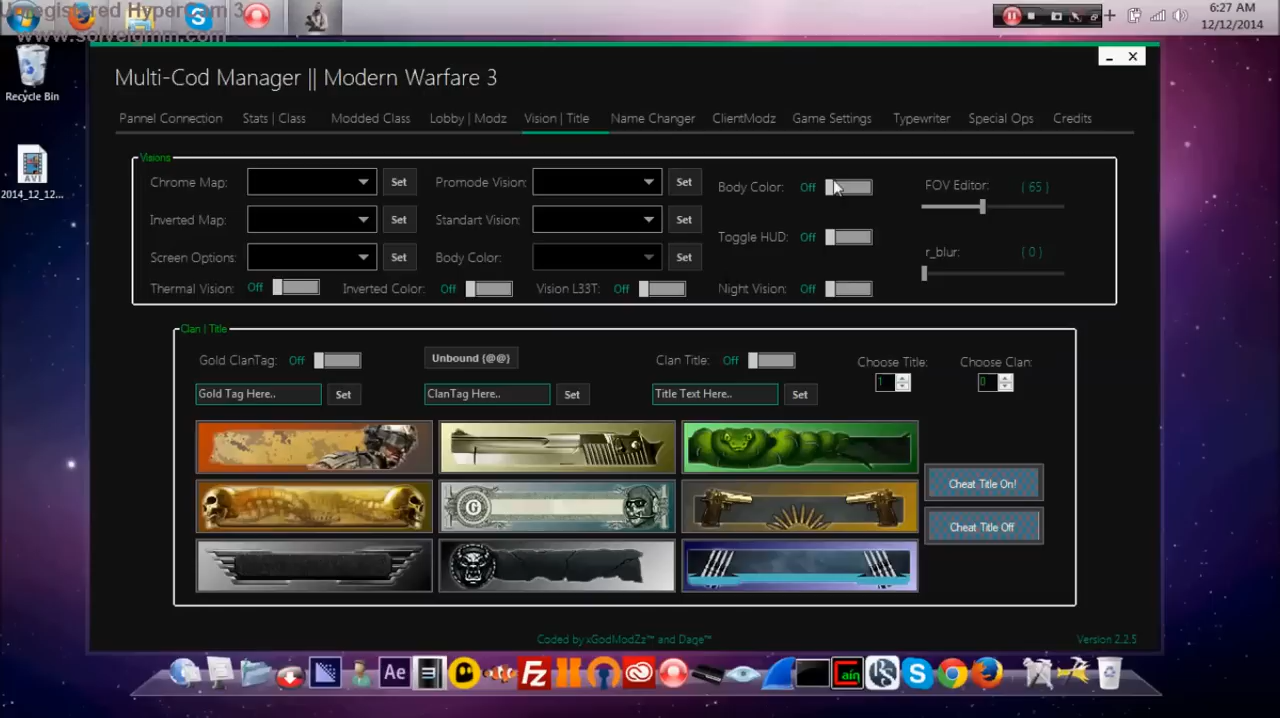 Unregistered HyperCam 3
www.solveigmm.com
6:27 AM
12/12/2014
Recycle Bin
AVI
2014_12_12...
Multi-Cod Manager || Modern Warfare 3
Pannel Connection Stats | Class Modded Class Lobby | Modz Vision | Title Name Changer ClientModz Game Settings Typewriter Special Ops Credits
Visions
Chrome Map: Set Promode Vision: Set Body Color: Off FOV Editor: { 65 }
Inverted Map: Set Standart Vision: Set Toggle HUD: Off
Screen Options: Set Body Color: Set r_blur: { 0 }
Thermal Vision: Off Inverted Color: Off Vision L33T: Off Night Vision: Off
Clan | Title
Gold ClanTag: Off Unbound {@@} Clan Title: Off Choose Title: Choose Clan:
1 0
Gold Tag Here.. Set ClanTag Here.. Set Title Text Here.. Set
G
Cheat Title On!
Cheat Title Off
Coded by xGodModZz™ and Dage™ Version 2.2.5
Ae FZ ain